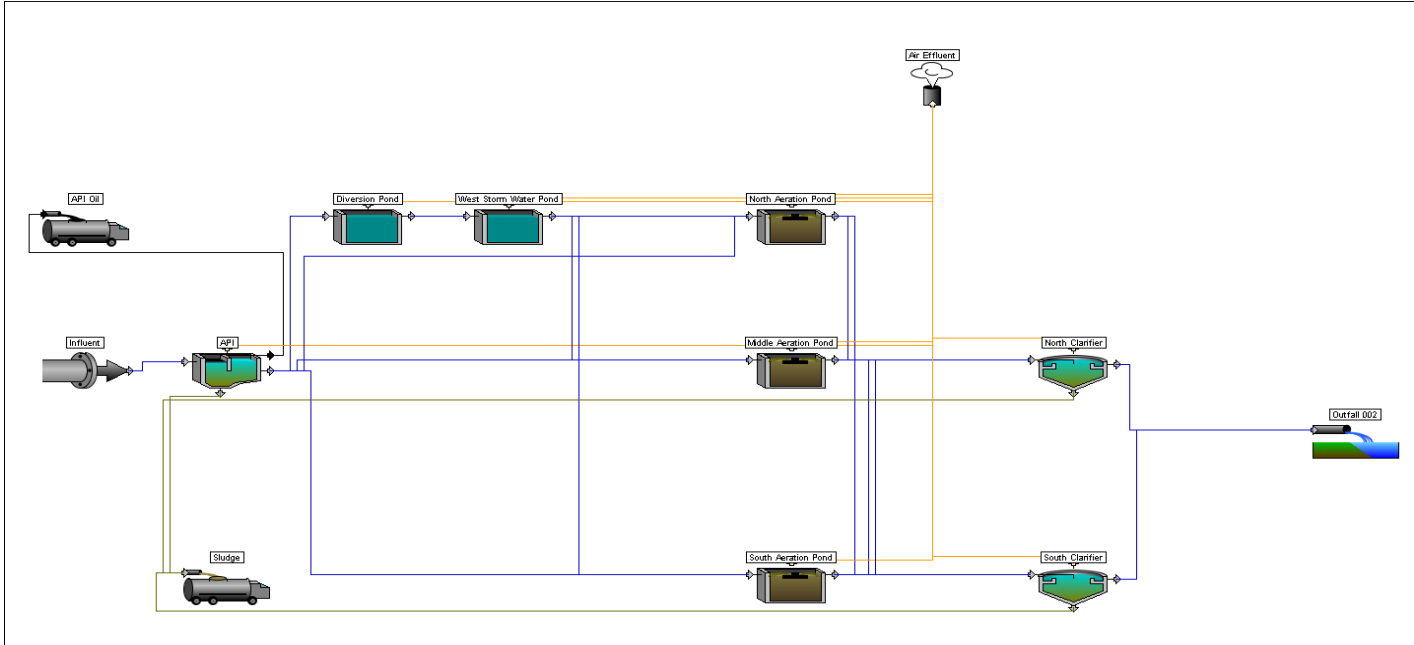 Air Effluent
API Oil
Diversion Pond
West Storm Water Pond
North Aeration Pond
Influent
API
Middle Aeration Pond
North Clarifier
Outfall 002
Sludge
South Aeration Pond
South Clarifier